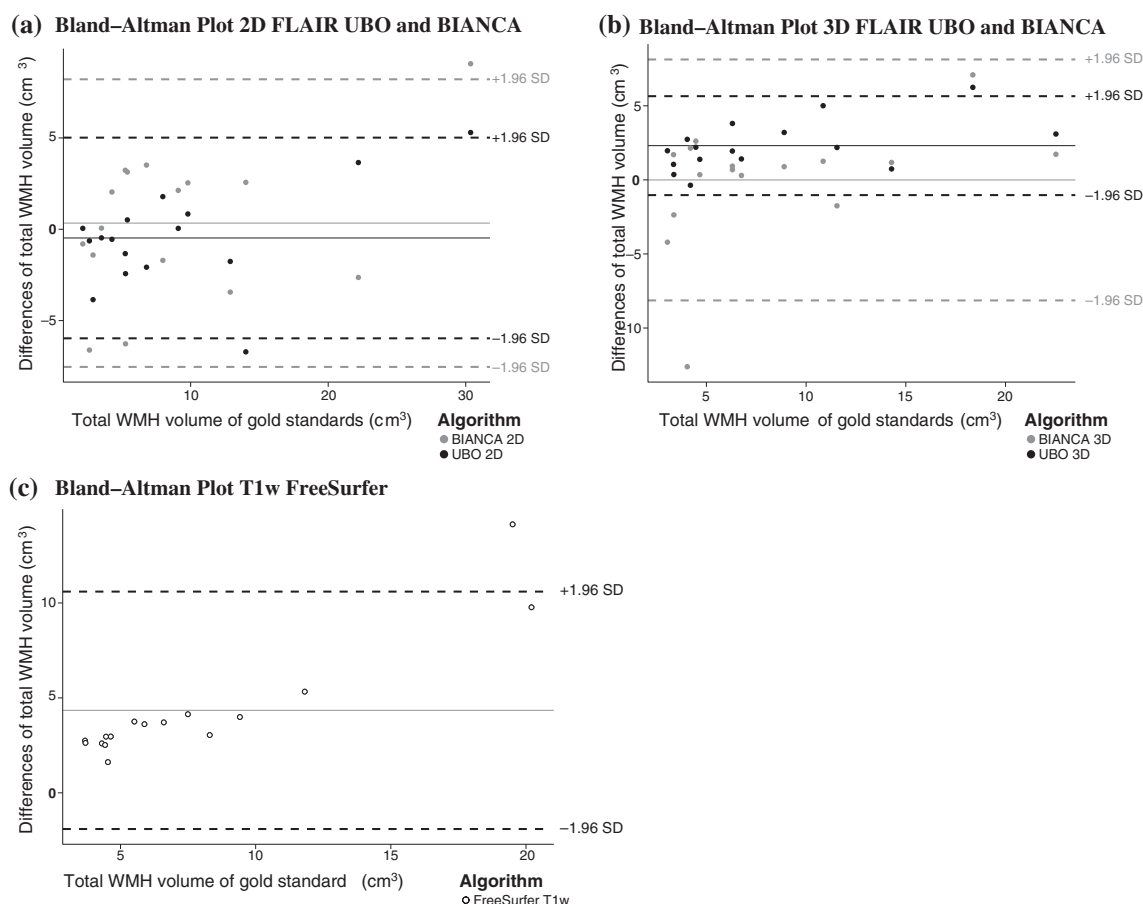 (a) Bland–Altman Plot 2D FLAIR UBO and BIANCA
Differences of total WMH volume (cm³)
5
0
−5
+1.96 SD
+1.96 SD
−1.96 SD
−1.96 SD
10
20
30
Total WMH volume of gold standards (cm³)
Algorithm
BIANCA 2D
UBO 2D
(b) Bland–Altman Plot 3D FLAIR UBO and BIANCA
Differences of total WMH volume (cm³)
5
0
−5
−10
+1.96 SD
+1.96 SD
−1.96 SD
−1.96 SD
5
10
15
20
Total WMH volume of gold standards (cm³)
Algorithm
BIANCA 3D
UBO 3D
(c) Bland–Altman Plot T1w FreeSurfer
Differences of total WMH volume (cm³)
10
5
0
+1.96 SD
−1.96 SD
5
10
15
20
Total WMH volume of gold standard (cm³)
Algorithm
FreeSurfer T1w